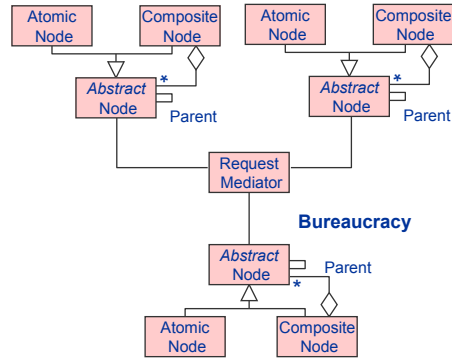 Atomic
Node
Composite
Node
Atomic
Node
Composite
Node
*
Abstract
Node
Parent
*
Abstract
Node
Parent
Request
Mediator
Bureaucracy
Abstract
Node
Parent
*
Atomic
Node
Composite
Node